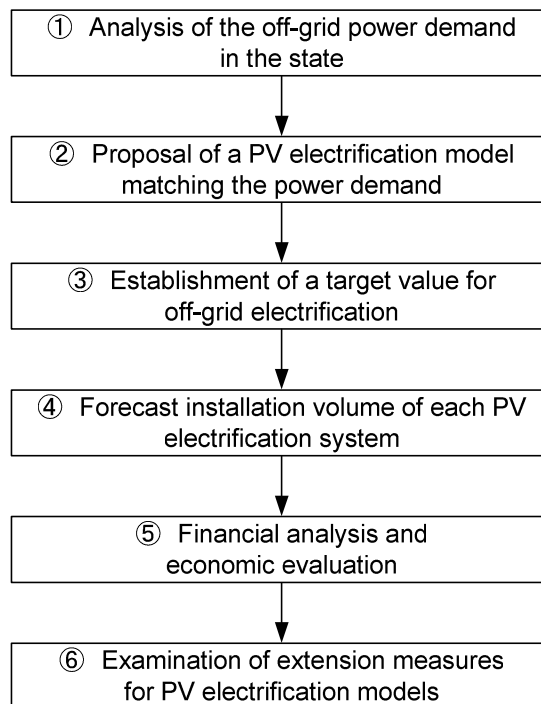 ① Analysis of the off-grid power demand
in the state
② Proposal of a PV electrification model
matching the power demand
③ Establishment of a target value for
off-grid electrification
④ Forecast installation volume of each PV
electrification system
⑤ Financial analysis and
economic evaluation
⑥ Examination of extension measures
for PV electrification models